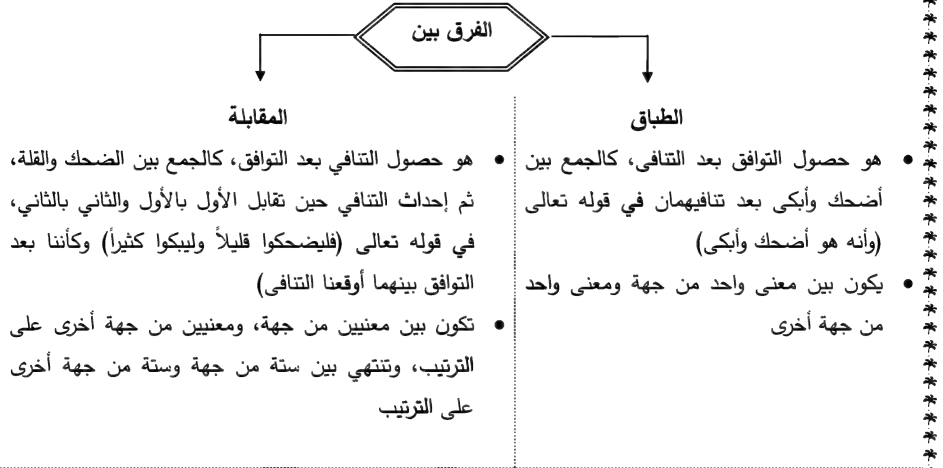 الفرق بين
الطباق
• هو حصول التوافق بعد التنافى، كالجمع بين
أضحك وأبكى بعد تنافيهمان في قوله تعالى
(وأنه هو أضحك وأبكى)
• يكون بين معنى واحد من جهة ومعنى واحد
من جهة أخرى
المقابلة
• هو حصول التنافي بعد التوافق، كالجمع بين الضحك والقلة،
ثم إحداث التنافي حين تقابل الأول بالأول والثاني بالثاني،
في قوله تعالى (فليضحكوا قليلاً وليبكوا كثيراً) وكأننا بعد
التوافق بينهما أوقعنا التنافى)
• تكون بين معنيين من جهة، ومعنيين من جهة أخرى على
الترتيب، وتنتهي بين ستة من جهة وستة من جهة أخرى
على الترتيب